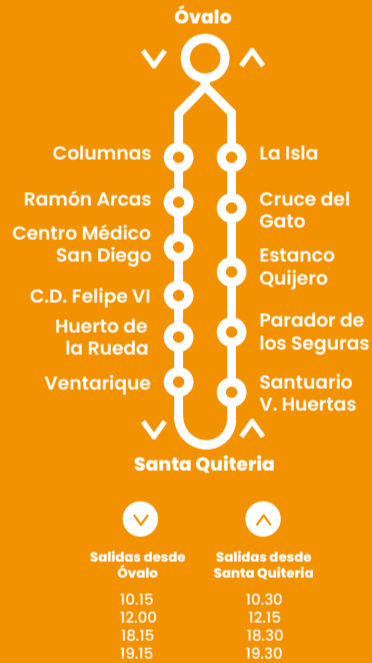 Óvalo
Columnas
Ramón Arcas
Centro Médico
San Diego
C.D. Felipe VI
Huerto de
la Rueda
Ventarique
La Isla
Cruce del
Gato
Estanco
Quijero
Parador de
los Seguras
Santuario
V. Huertas
Santa Quiteria
Salidas desde
Óvalo
10.15
12.00
18.15
19.15
Salidas desde
Santa Quiteria
10.30
12.15
18.30
19.30